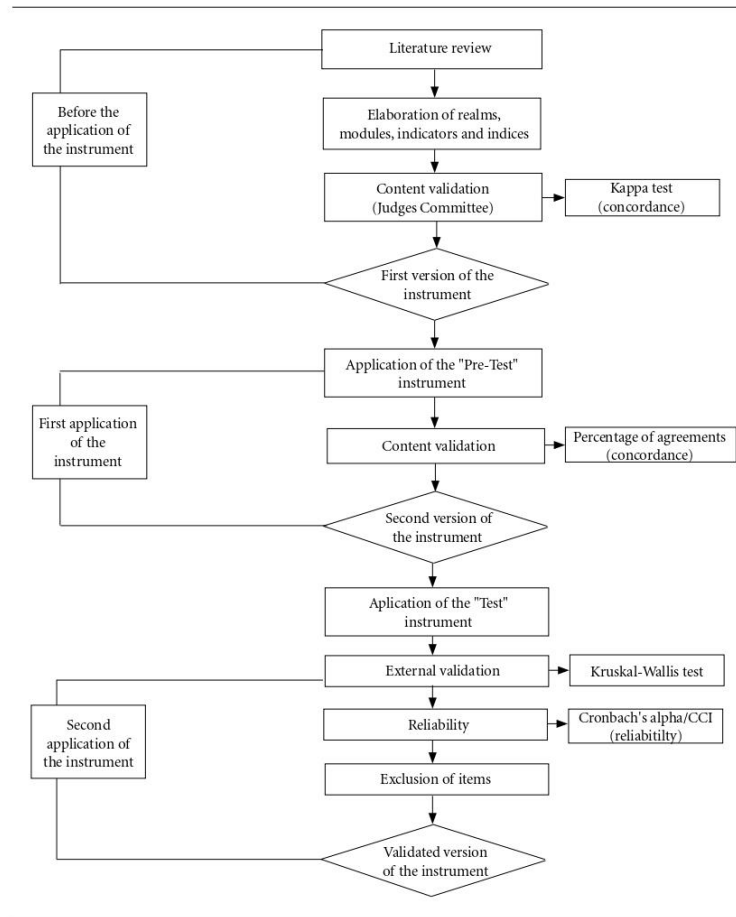 Literature review
Before the
application of
the instrument
Elaboration of realms,
modules, indicators and indices
Content validation
(Judges Committee)
Kappa test
(concordance)
First version of the
instrument
Application of the "Pre-Test"
instrument
First application
of the
instrument
Content validation
Percentage of agreements
(concordance)
Second version of
the instrument
Aplication of the "Test"
instrument
External validation
Kruskal-Wallis test
Second
application of
the instrument
Reliability
Cronbach's alpha/CCI
(reliabitilty)
Exclusion of items
Validated version
of the instrument